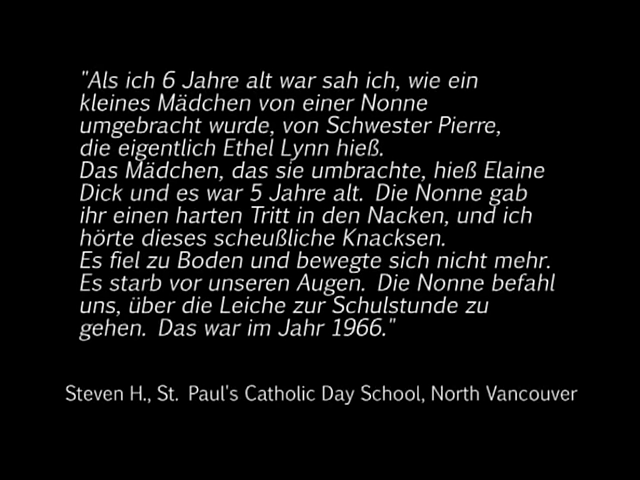 "Als ich 6 Jahre alt war sah ich, wie ein
kleines Mädchen von einer Nonne
umgebracht wurde, von Schwester Pierre,
die eigentlich Ethel Lynn hieß.
Das Mädchen, das sie umbrachte, hieß Elaine
Dick und es war 5 Jahre alt. Die Nonne gab
ihr einen harten Tritt in den Nacken, und ich
hörte dieses scheußliche Knacksen.
Es fiel zu Boden und bewegte sich nicht mehr.
Es starb vor unseren Augen. Die Nonne befahl
uns, über die Leiche zur Schulstunde zu
gehen. Das war im Jahr 1966."
Steven H., St. Paul's Catholic Day School, North Vancouver